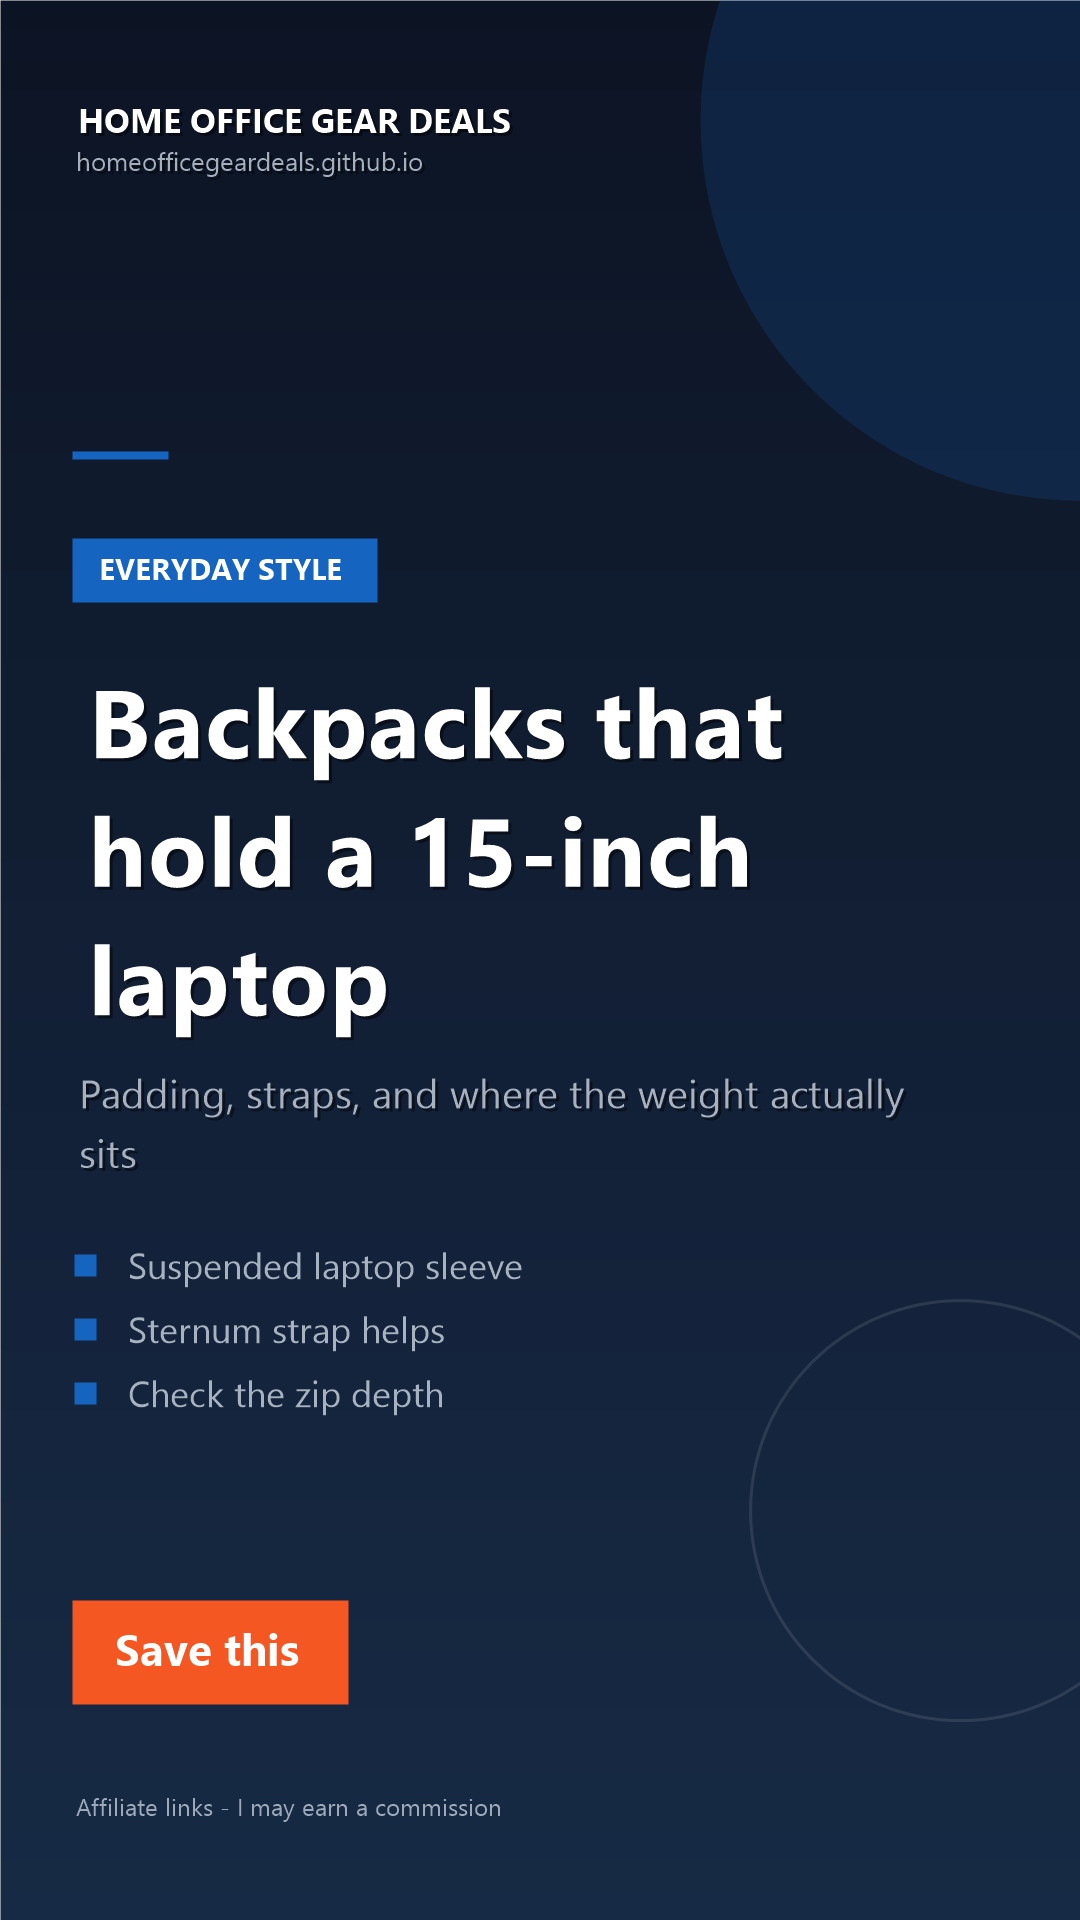 HOME OFFICE GEAR DEALS
homeofficegeardeals.github.io
EVERYDAY STYLE
Backpacks that
hold a 15-inch
laptop
Padding, straps, and where the weight actually
sits
Suspended laptop sleeve
Sternum strap helps
Check the zip depth
Save this
Affiliate links - I may earn a commission